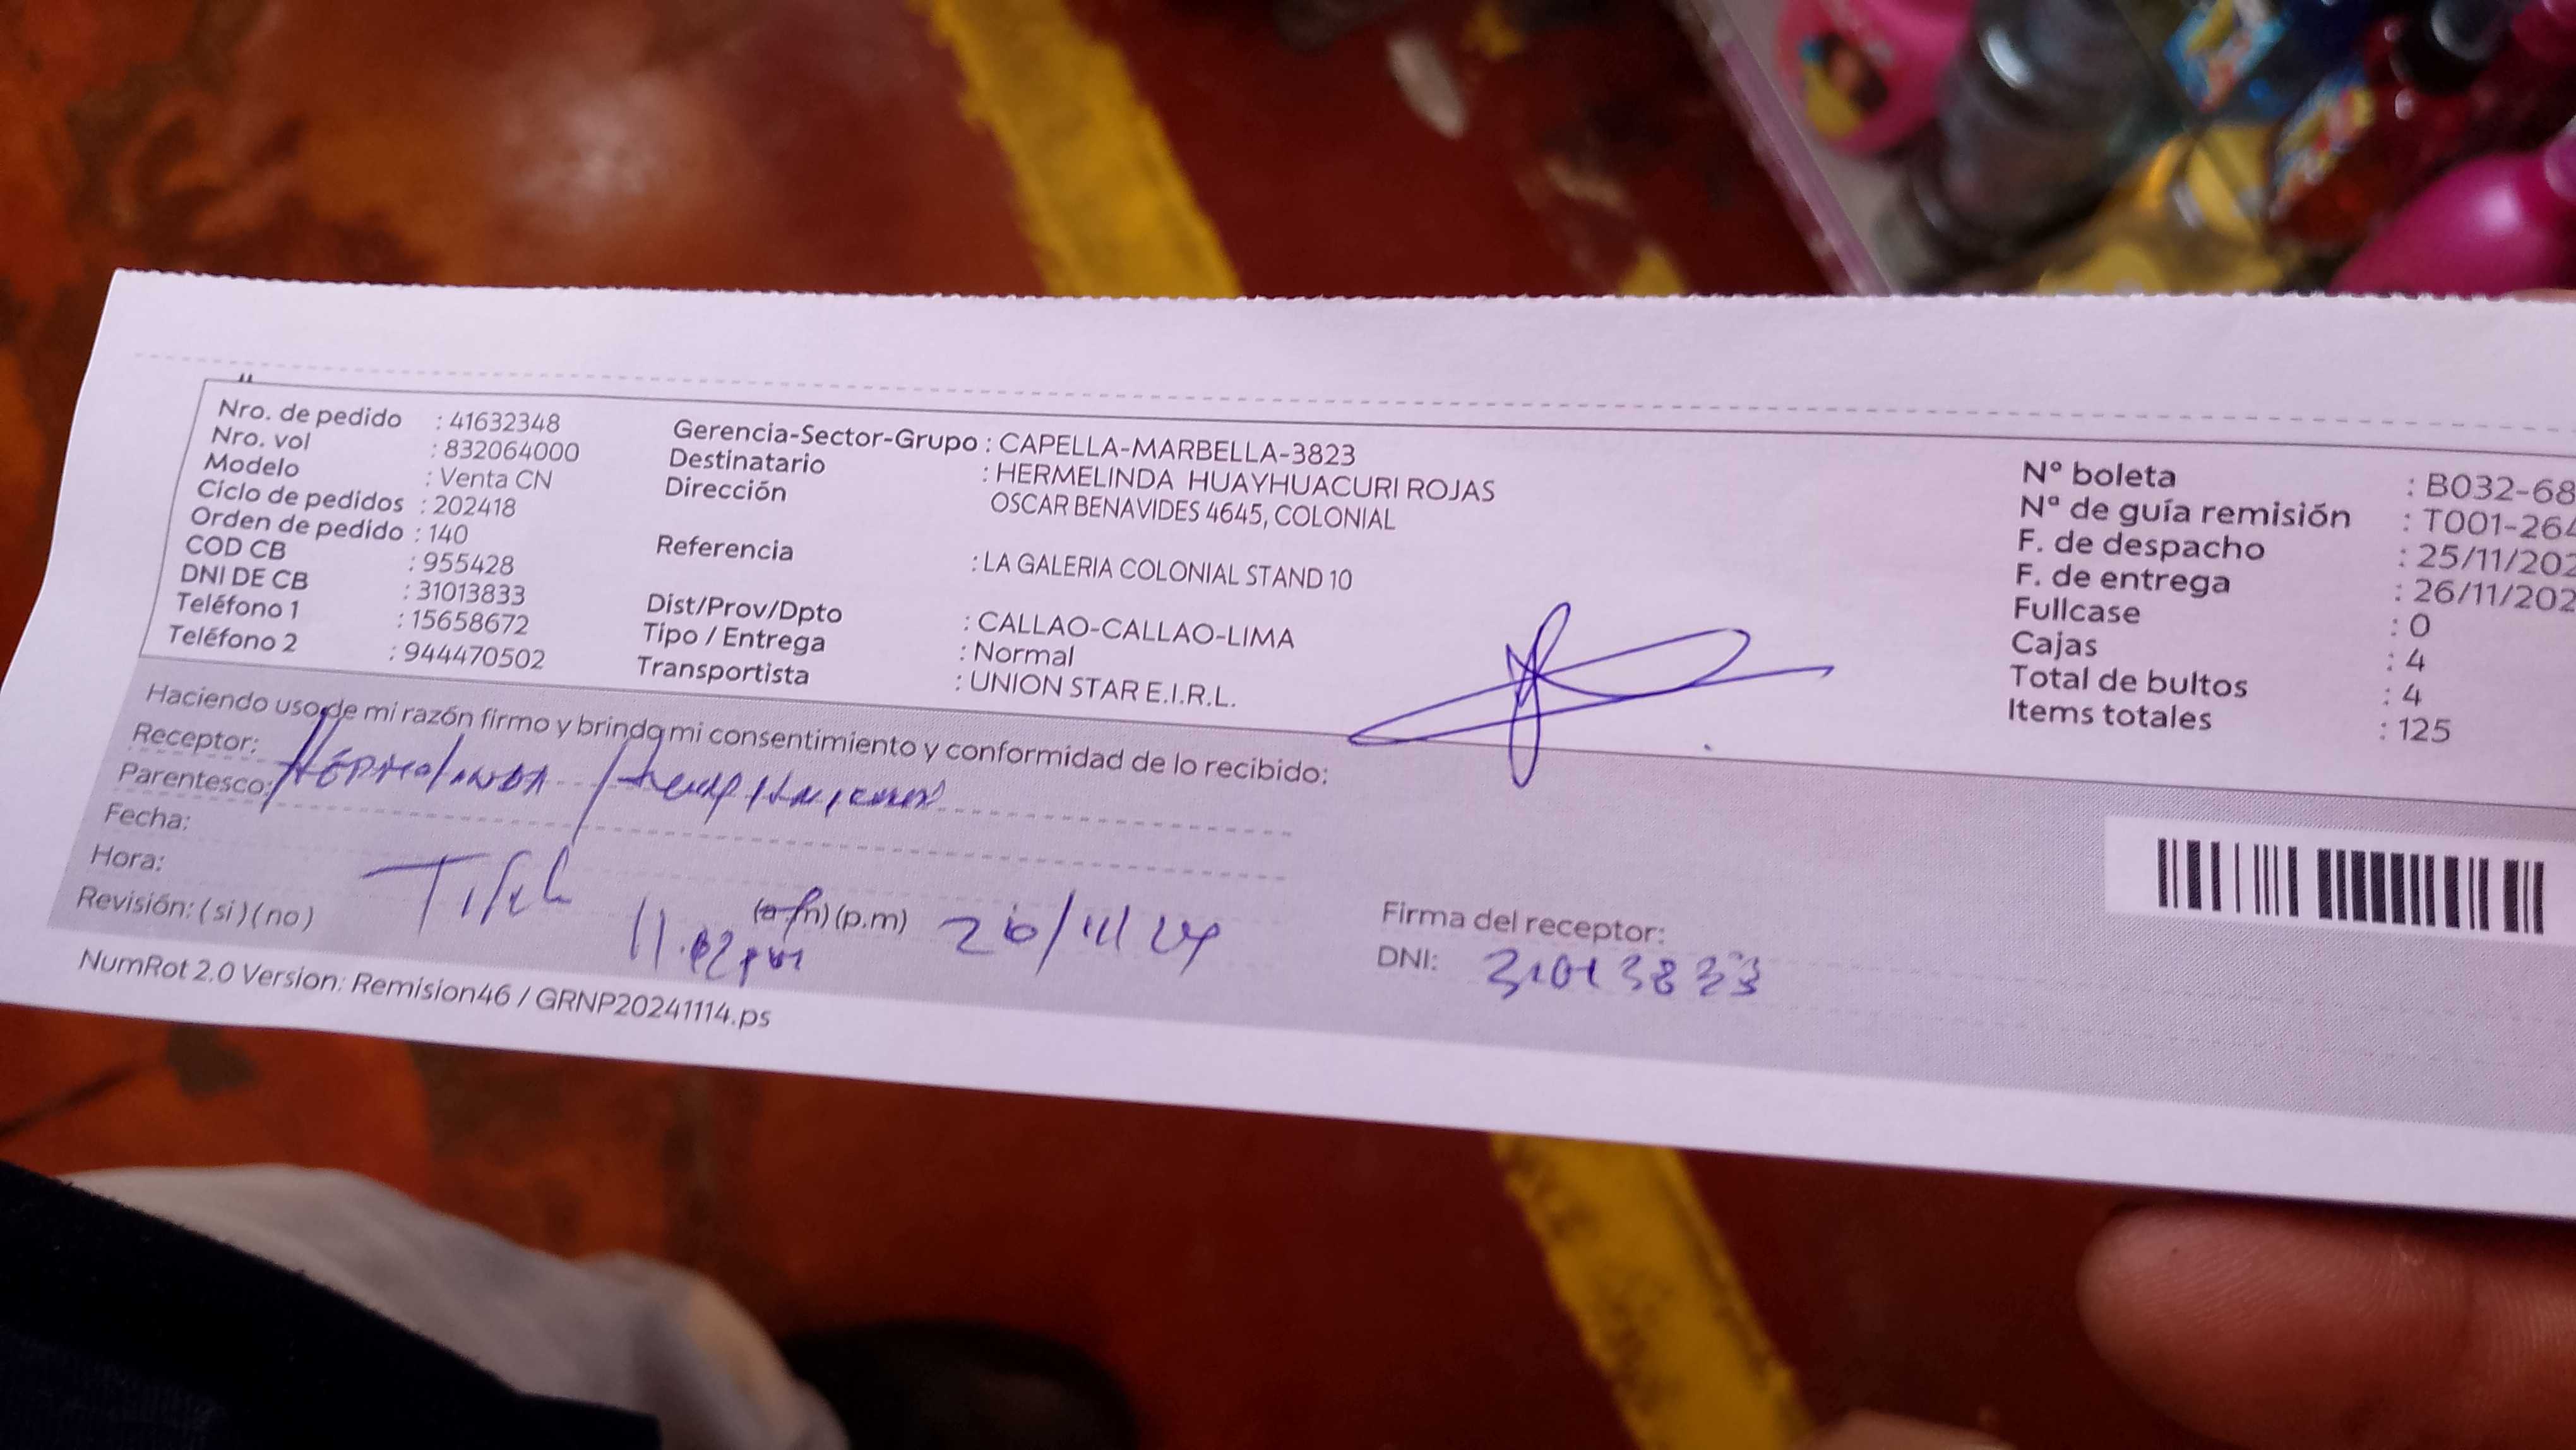 Nro. de pedido : 41632348
Nro. vol : 832064000
Modelo : Venta CN
Ciclo de pedidos : 202418
Orden de pedido : 140
COD CB : 955428
DNI DE CB : 31013833
Teléfono 1 : 15658672
Teléfono 2 : 944470502
Gerencia-Sector-Grupo : CAPELLA-MARBELLA-3823
Destinatario : HERMELINDA HUAYHUACURI ROJAS
Dirección OSCAR BENAVIDES 4645, COLONIAL
Referencia : LA GALERIA COLONIAL STAND 10
Dist/Prov/Dpto : CALLAO-CALLAO-LIMA
Tipo / Entrega : Normal
Transportista : UNION STAR E.I.R.L.
N° boleta : B032-68
Nº de guía remisión : T001-264
F. de despacho : 25/11/202
F. de entrega : 26/11/202
Fullcase : 0
Cajas : 4
Total de bultos : 4
Items totales : 125
Haciendo uso de mi razón firmo y brindo mi consentimiento y conformidad de lo recibido:
Receptor:
Parentesco:
Fecha:
Hora: (a.m) (p.m) 26/11/24
Revisión: ( si ) ( no )
Firma del receptor:
DNI: 31013833
NumRot 2.0 Version: Remision46 / GRNP20241114.ps